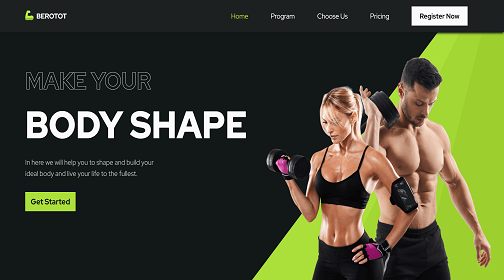 BEROTOT
Home Program Choose Us Pricing Register Now
MAKE YOUR
BODY SHAPE
In here we will help you to shape and build your
ideal body and live your life to the fullest.
Get Started